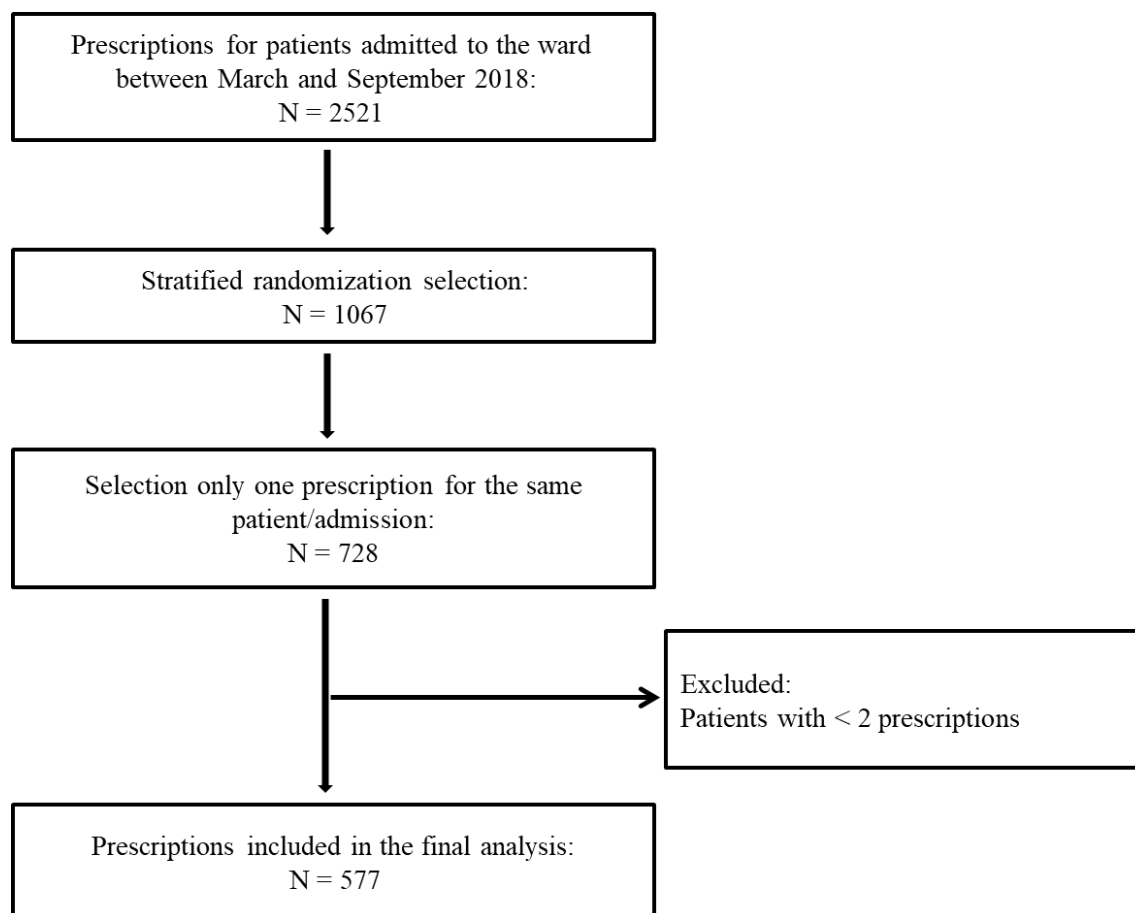 Prescriptions for patients admitted to the ward
between March and September 2018:
N = 2521
Stratified randomization selection:
N = 1067
Selection only one prescription for the same
patient/admission:
N = 728
Excluded:
Patients with < 2 prescriptions
Prescriptions included in the final analysis:
N = 577